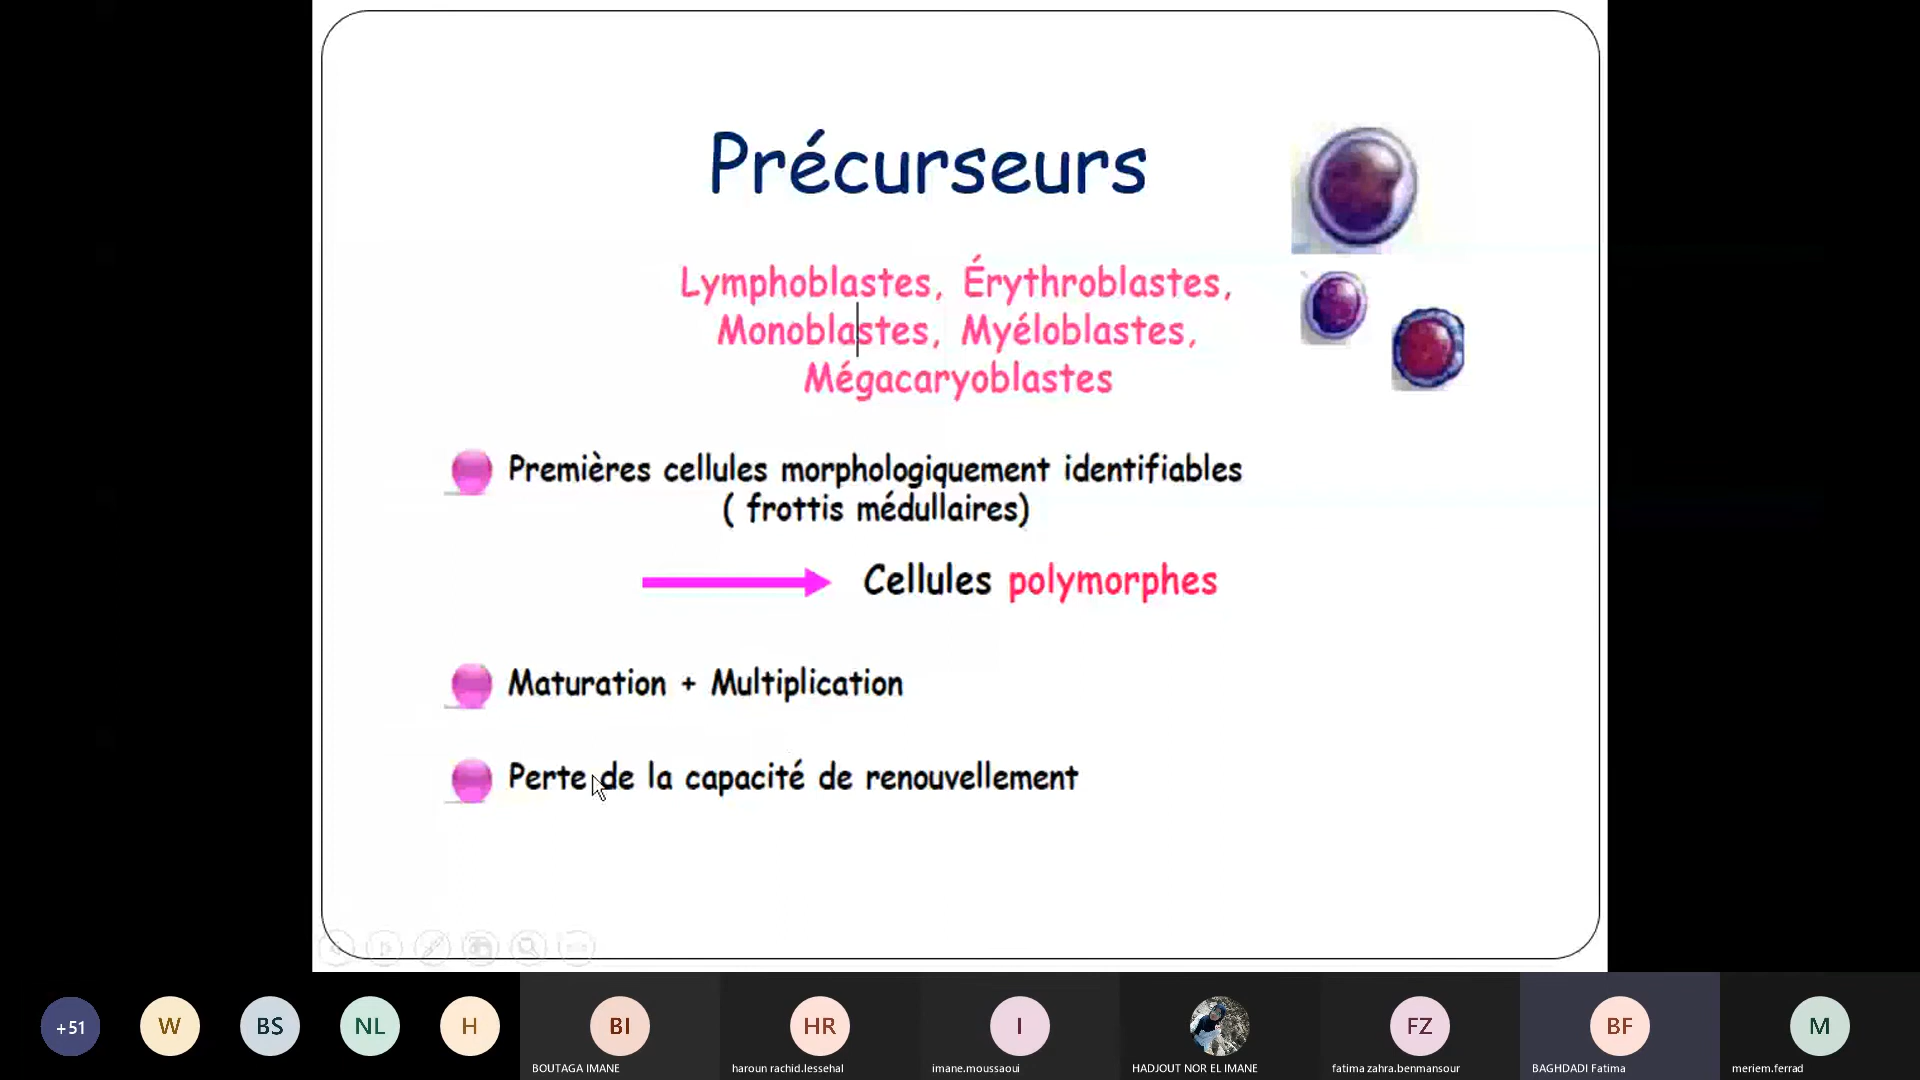 Précurseurs
Lymphoblastes, Érythroblastes,
Monoblastes, Myéloblastes,
Mégacaryoblastes
Premières cellules morphologiquement identifiables
( frottis médullaires)
Cellules polymorphes
Maturation + Multiplication
Perte de la capacité de renouvellement
+51
W
BS
NL
H
BI
HR
I
FZ
BF
M
BOUTAGA IMANE
haroun rachid.lessehal
imane.moussaoui
HADJOUT NOR EL IMANE
fatima zahra.benmansour
BAGHDADI Fatima
meriem.ferrad